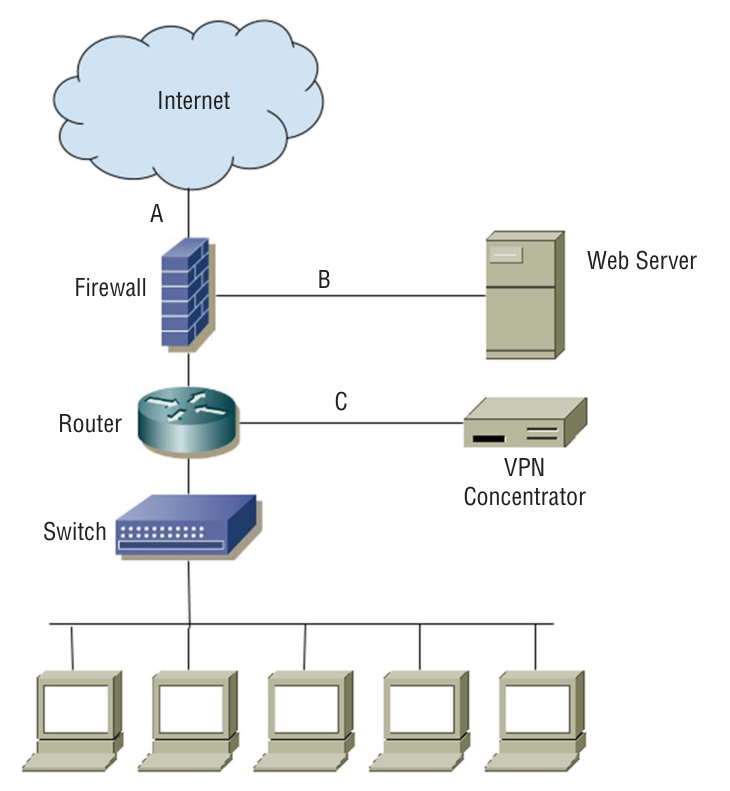 Internet
A
Firewall
B
Web Server
Router
C
VPN
Concentrator
Switch